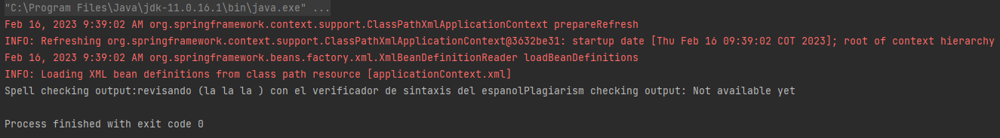 "C:\Program Files\Java\jdk-11.0.16.1\bin\java.exe" ...
Feb 16, 2023 9:39:02 AM org.springframework.context.support.ClassPathXmlApplicationContext prepareRefresh
INFO: Refreshing org.springframework.context.support.ClassPathXmlApplicationContext@3632be31: startup date [Thu Feb 16 09:39:02 COT 2023]; root of context hierarchy
Feb 16, 2023 9:39:02 AM org.springframework.beans.factory.xml.XmlBeanDefinitionReader loadBeanDefinitions
INFO: Loading XML bean definitions from class path resource [applicationContext.xml]
Spell checking output:revisando (la la la ) con el verificador de sintaxis del espanolPlagiarism checking output: Not available yet
Process finished with exit code 0